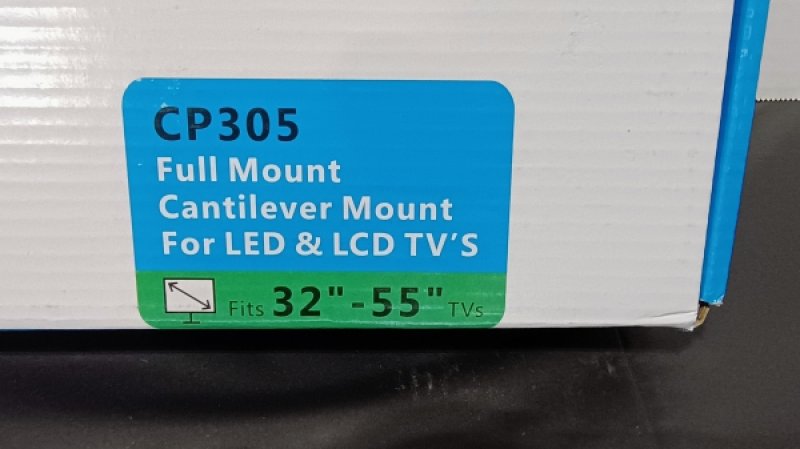 CP305
Full Mount
Cantilever Mount
For LED & LCD TV'S
Fits 32"-55" TVs